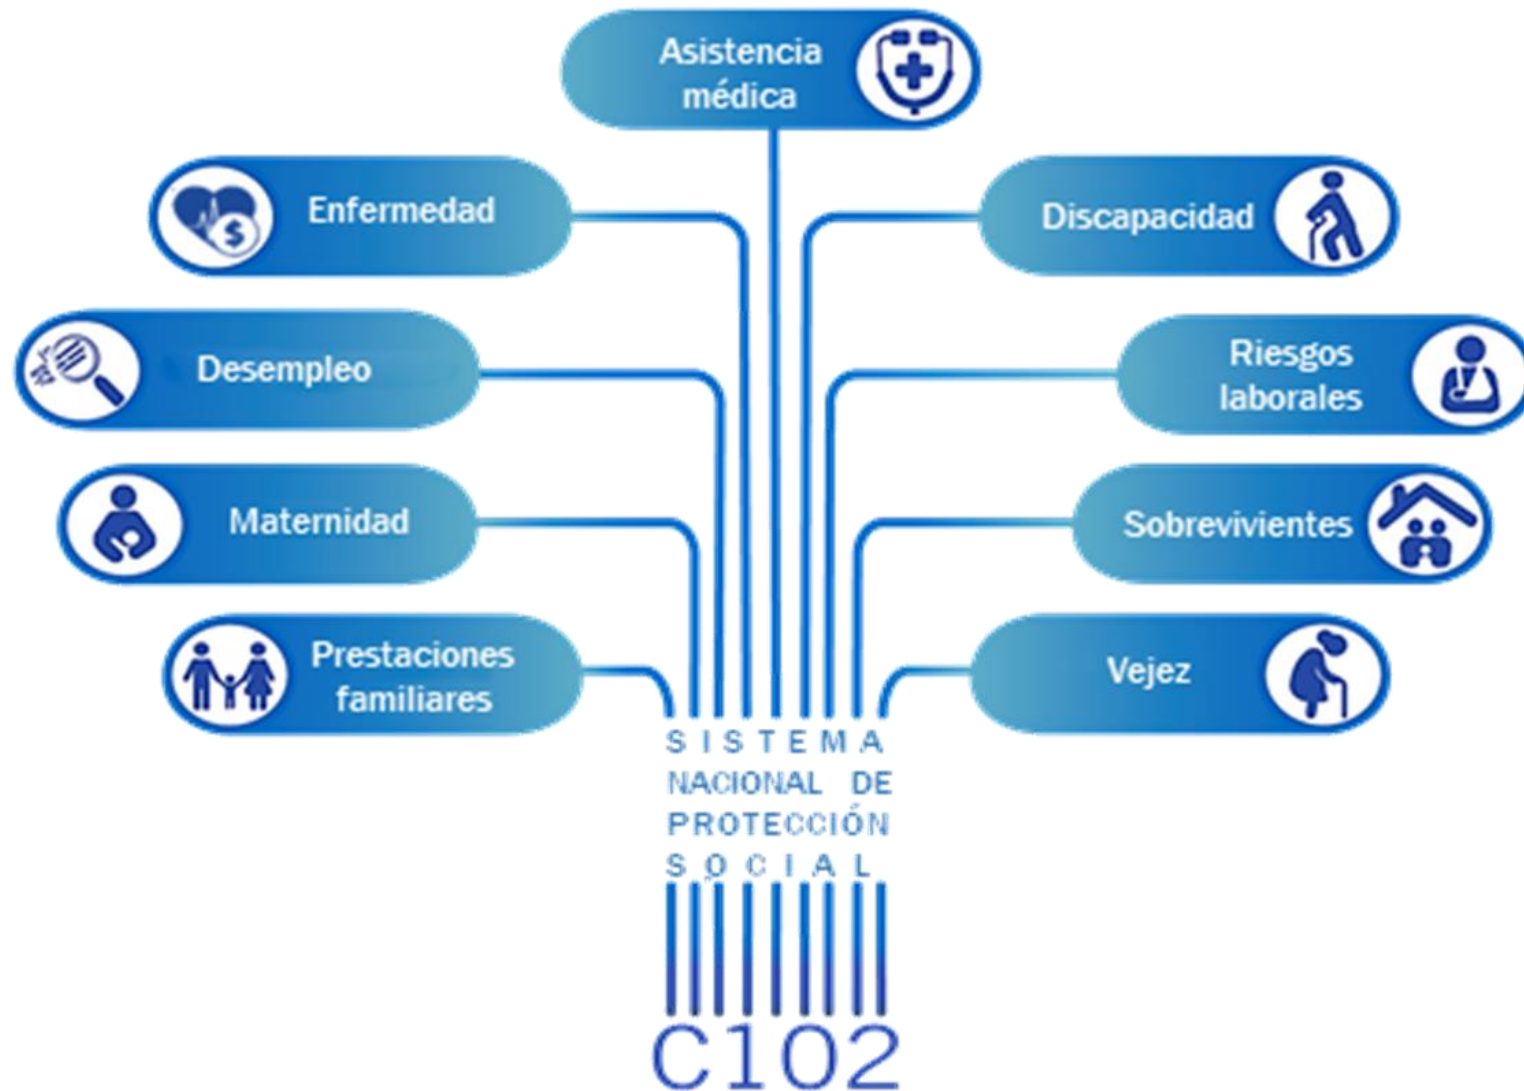 Asistencia
médica
Enfermedad
$
Discapacidad
Desempleo
Riesgos
laborales
Maternidad
Sobrevivientes
Prestaciones
familiares
Vejez
SISTEMA
NACIONAL DE
PROTECCIÓN
SOCIAL
C102